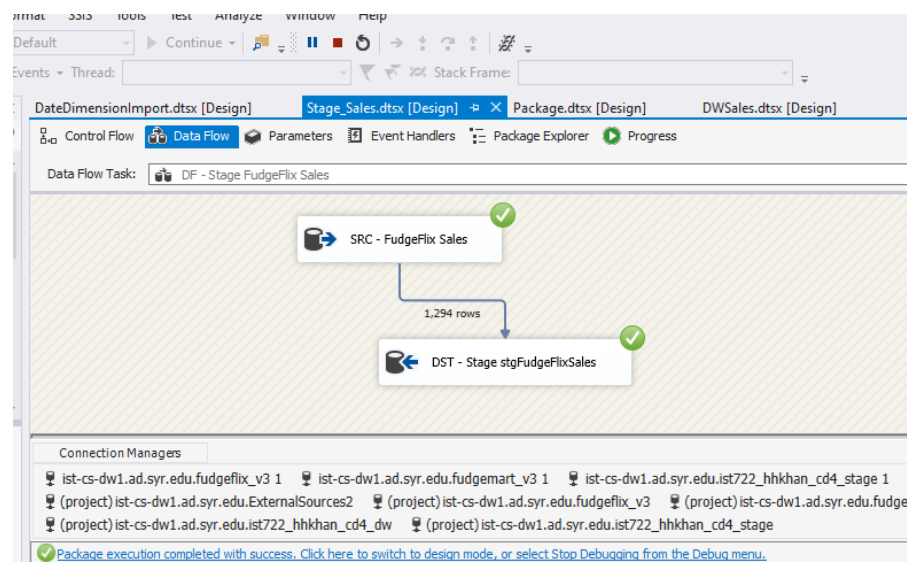 ormat SSIS Tools Test Analyze Window Help
Default Continue
Events Thread: Stack Frame:
DateDimensionImport.dtsx [Design] Stage_Sales.dtsx [Design] Package.dtsx [Design] DWSales.dtsx [Design]
Control Flow Data Flow Parameters Event Handlers Package Explorer Progress
Data Flow Task: DF - Stage FudgeFlix Sales
SRC - FudgeFlix Sales
1,294 rows
DST - Stage stgFudgeFlixSales
Connection Managers
ist-cs-dw1.ad.syr.edu.fudgeflix_v3 1 ist-cs-dw1.ad.syr.edu.fudgemart_v3 1 ist-cs-dw1.ad.syr.edu.ist722_hhkhan_cd4_stage 1
(project) ist-cs-dw1.ad.syr.edu.ExternalSources2 (project) ist-cs-dw1.ad.syr.edu.fudgeflix_v3 (project) ist-cs-dw1.ad.syr.edu.fudge
(project) ist-cs-dw1.ad.syr.edu.ist722_hhkhan_cd4_dw (project) ist-cs-dw1.ad.syr.edu.ist722_hhkhan_cd4_stage
Package execution completed with success. Click here to switch to design mode, or select Stop Debugging from the Debug menu.